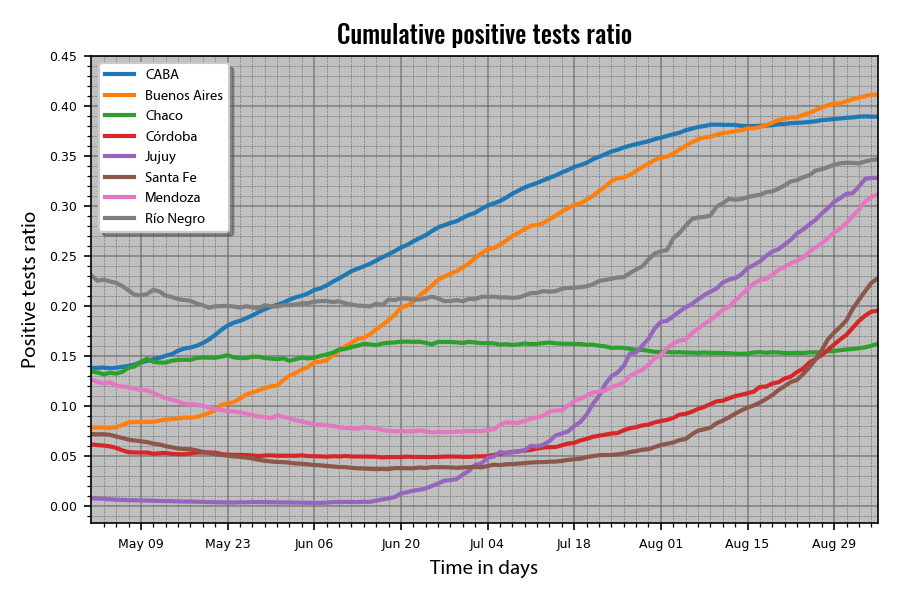 Cumulative positive tests ratio
0.45
0.40
0.35
0.30
0.25
0.20
0.15
0.10
0.05
0.00
Positive tests ratio
CABA
Buenos Aires
Chaco
Córdoba
Jujuy
Santa Fe
Mendoza
Río Negro
May 09 May 23 Jun 06 Jun 20 Jul 04 Jul 18 Aug 01 Aug 15 Aug 29
Time in days